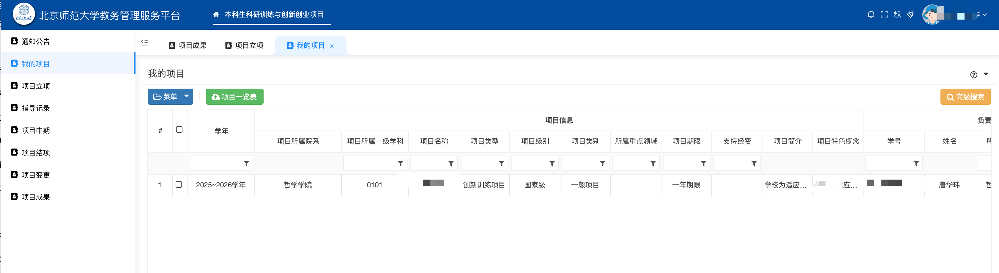 北京师范大学教务管理服务平台
本科生科研训练与创新创业项目
学
通知公告
我的项目
项目立项
指导记录
项目中期
项目结项
项目变更
项目成果
项目成果 项目立项 我的项目 ×
我的项目
菜单 项目一览表 高级搜索
项目信息 负责
# 学年
项目所属院系 项目所属一级学科 项目名称 项目类型 项目级别 项目类别 所属重点领域 项目期限 支持经费 项目简介 项目特色概念 学号 姓名
1 2025~2026学年 哲学学院 0101 创新训练项目 国家级 一般项目 一年期限 学校为适应... 应... 唐华玮